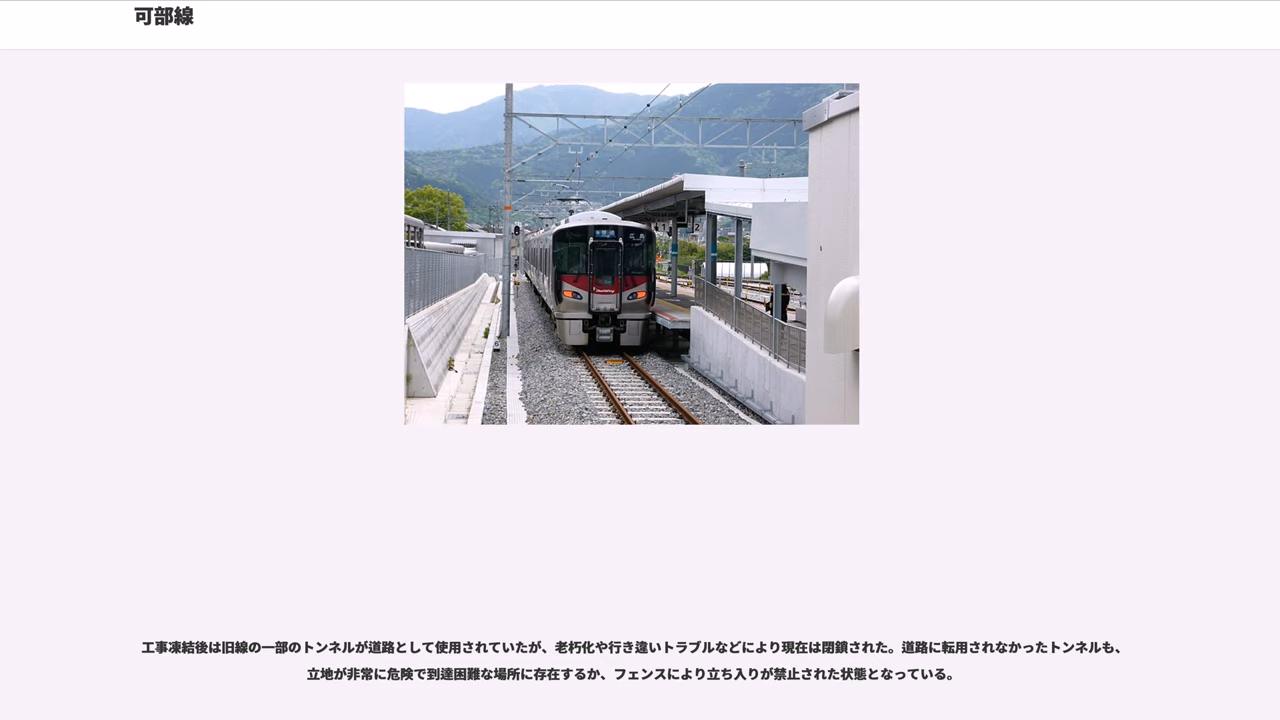 可部線
工事凍結後は旧線の一部のトンネルが道路として使用されていたが、老朽化や行き違いトラブルなどにより現在は閉鎖された。道路に転用されなかったトンネルも、
立地が非常に危険で到達困難な場所に存在するか、フェンスにより立ち入りが禁止された状態となっている。